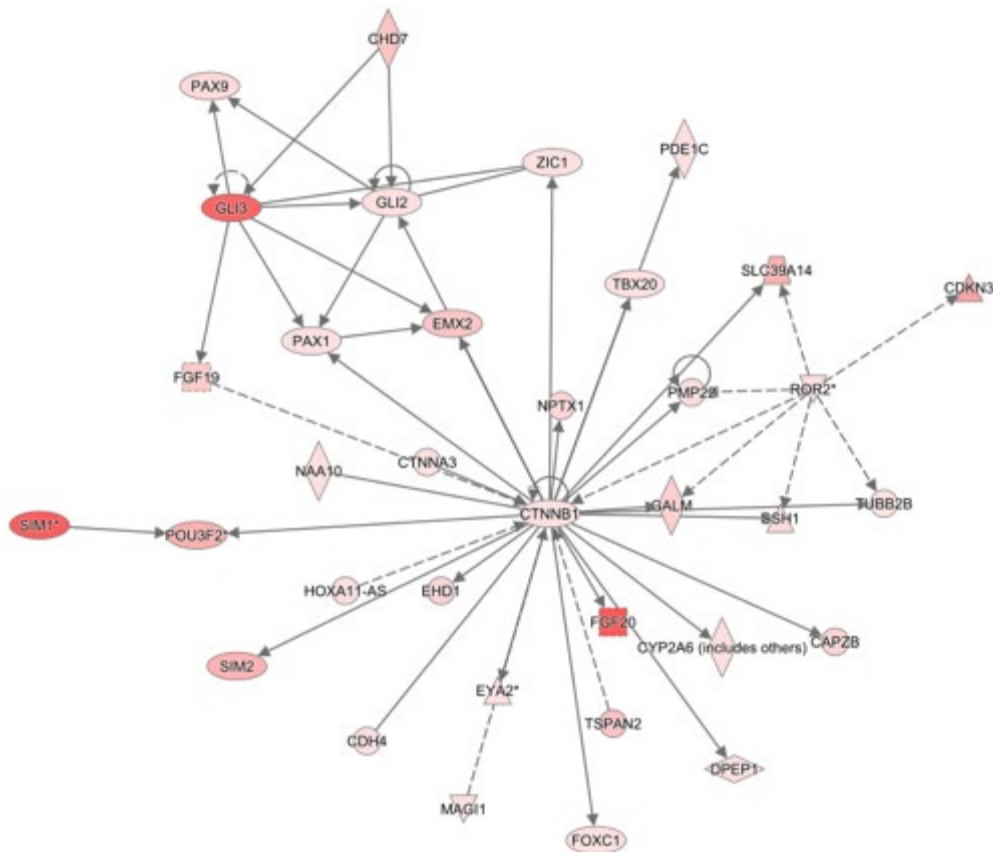 CHD7
PAX9
ZIC1
PDE1C
GLI3
GLI2
SLC39A14
TBX20
CDKN3
EMX2
PAX1
FGF19
PMP22
ROR2*
NPTX1
CTNNA3
NAA10
GALM
TUBB2B
CTNNB1
SSH1
SIM1*
POU3F2*
HOXA11-AS
EHD1
FGF20
CYP2A6 (includes others)
CAPZB
SIM2
EYA2*
TSPAN2
CDH4
DPEP1
MAGI1
FOXC1